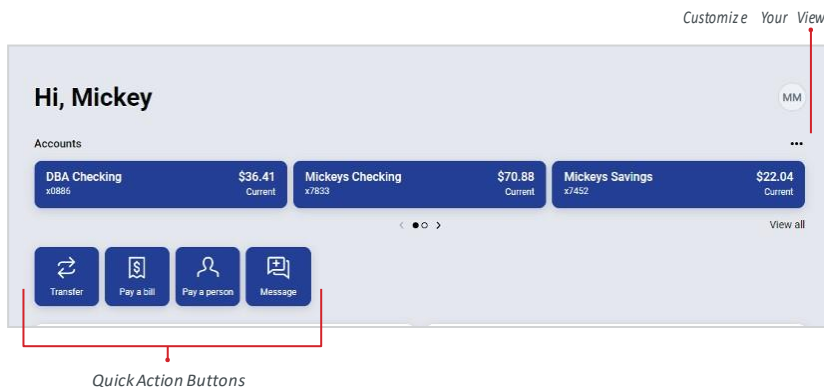 Customize Your View
Hi, Mickey
MM
Accounts
...
DBA Checking $36.41
x0886 Current
Mickeys Checking $70.88
x7833 Current
Mickeys Savings $22.04
x7452 Current
View all
Transfer
Pay a bill
Pay a person
Message
Quick Action Buttons